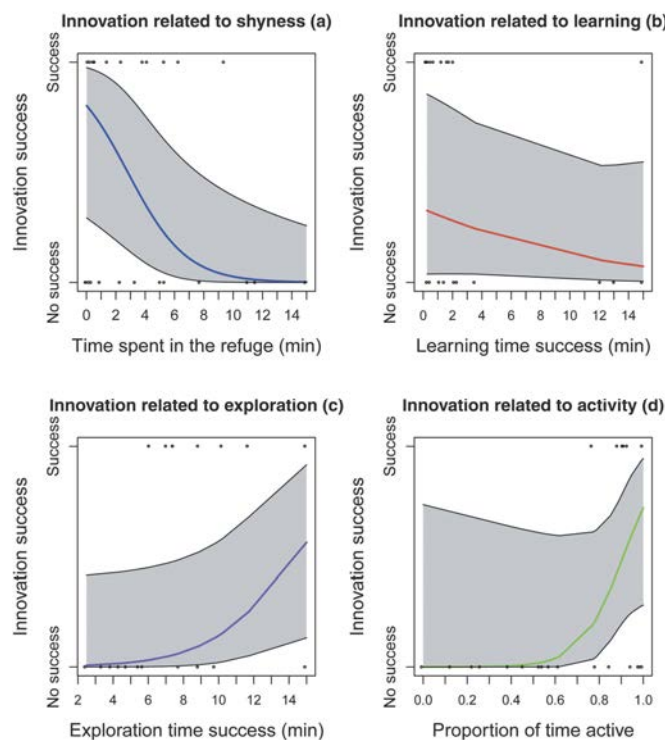 Innovation related to shyness (a)
Success
Innovation success
No success
0 2 4 6 8 10 12 14
Time spent in the refuge (min)
Innovation related to learning (b)
Success
Innovation success
No success
0 2 4 6 8 10 12 14
Learning time success (min)
Innovation related to exploration (c)
Success
Innovation success
No success
2 4 6 8 10 12 14
Exploration time success (min)
Innovation related to activity (d)
Success
Innovation success
No success
0.0 0.2 0.4 0.6 0.8 1.0
Proportion of time active